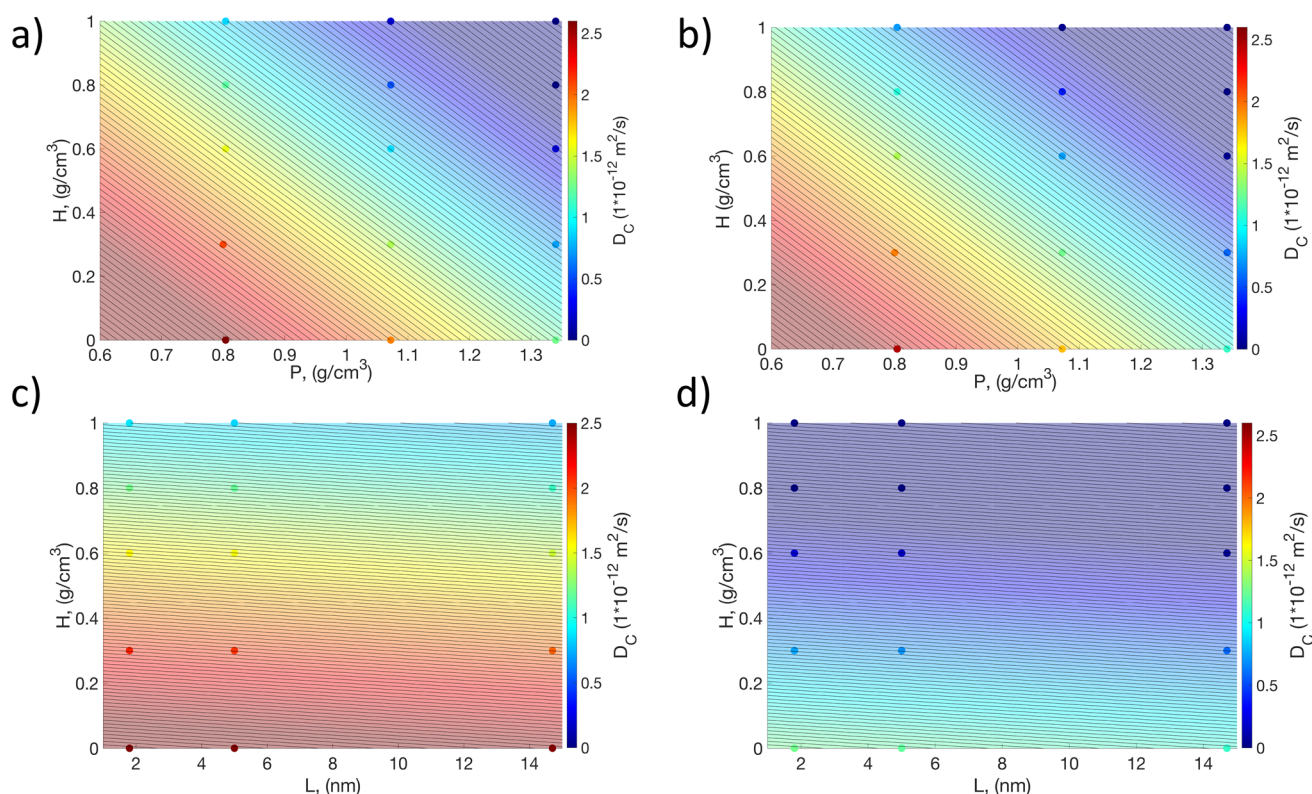 a)
1
0.8
0.6
0.4
0.2
0
H, (g/cm³)
0.6 0.7 0.8 0.9 1 1.1 1.2 1.3
P, (g/cm³)
2.5
2
1.5
1
0.5
0
D_C (1*10⁻¹² m²/s)
b)
1
0.8
0.6
0.4
0.2
0
H (g/cm³)
0.6 0.7 0.8 0.9 1 1.1 1.2 1.3
P, (g/cm³)
2.5
2
1.5
1
0.5
0
D_C (1*10⁻¹² m²/s)
c)
1
0.8
0.6
0.4
0.2
0
H, (g/cm³)
2 4 6 8 10 12 14
L, (nm)
2.5
2
1.5
1
0.5
0
D_C (1*10⁻¹² m²/s)
d)
1
0.8
0.6
0.4
0.2
0
H, (g/cm³)
2 4 6 8 10 12 14
L, (nm)
2.5
2
1.5
1
0.5
0
D_C (1*10⁻¹² m²/s)